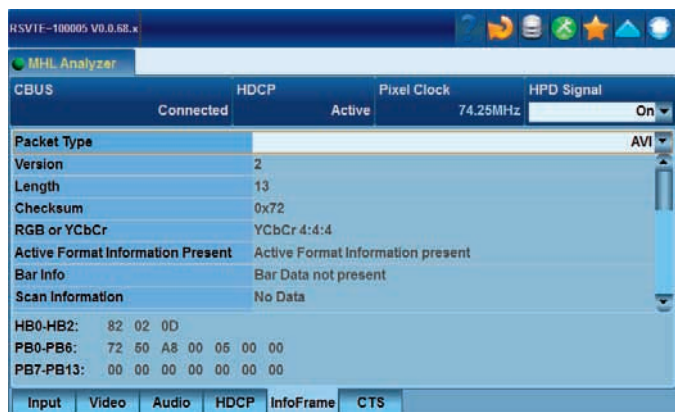 RSVTE-100005 V0.0.68.x
MHL Analyzer
CBUS HDCP Pixel Clock HPD Signal
Connected Active 74.25MHz On
Packet Type AVI
Version 2
Length 13
Checksum 0x72
RGB or YCbCr YCbCr 4:4:4
Active Format Information Present Active Format Information present
Bar Info Bar Data not present
Scan Information No Data
HB0-HB2: 82 02 0D
PB0-PB6: 72 50 A8 00 05 00 00
PB7-PB13: 00 00 00 00 00 00 00
Input Video Audio HDCP InfoFrame CTS